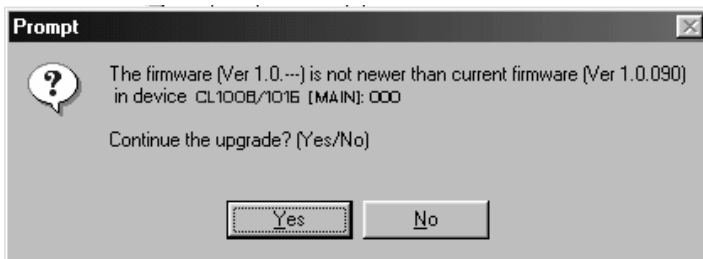 Prompt
?
The firmware (Ver 1.0.---) is not newer than current firmware (Ver 1.0.090)
in device CL1008/1016 [MAIN]: 000
Continue the upgrade? (Yes/No)
Yes No